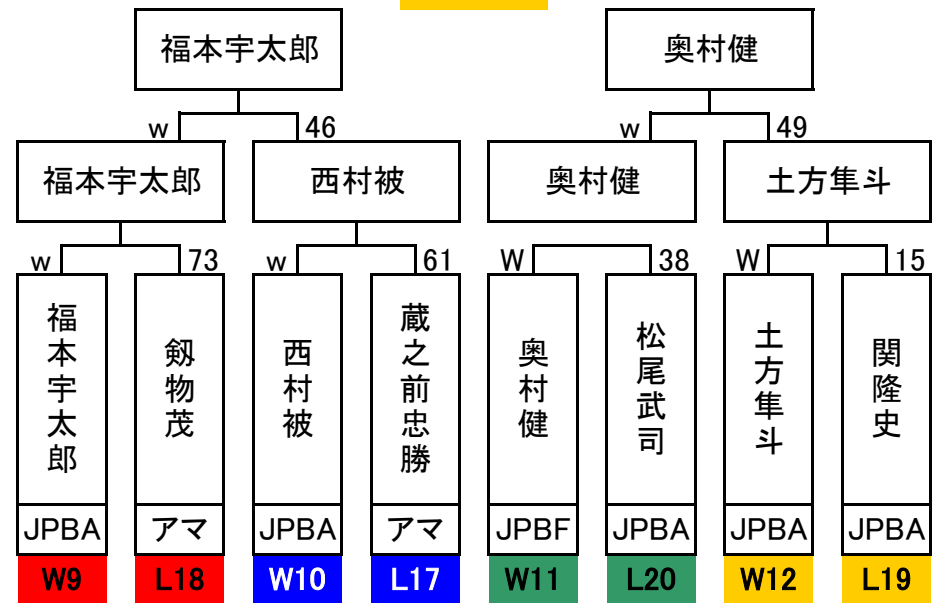 福本宇太郎
奥村健
w 46
w 49
福本宇太郎
西村被
奥村健
土方隼斗
w 73
w 61
W 38
W 15
福本宇太郎
剱物茂
西村被
蔵之前忠勝
奥村健
松尾武司
土方隼斗
関隆史
JPBA アマ JPBA アマ JPBF JPBA JPBA JPBA
W9 L18 W10 L17 W11 L20 W12 L19